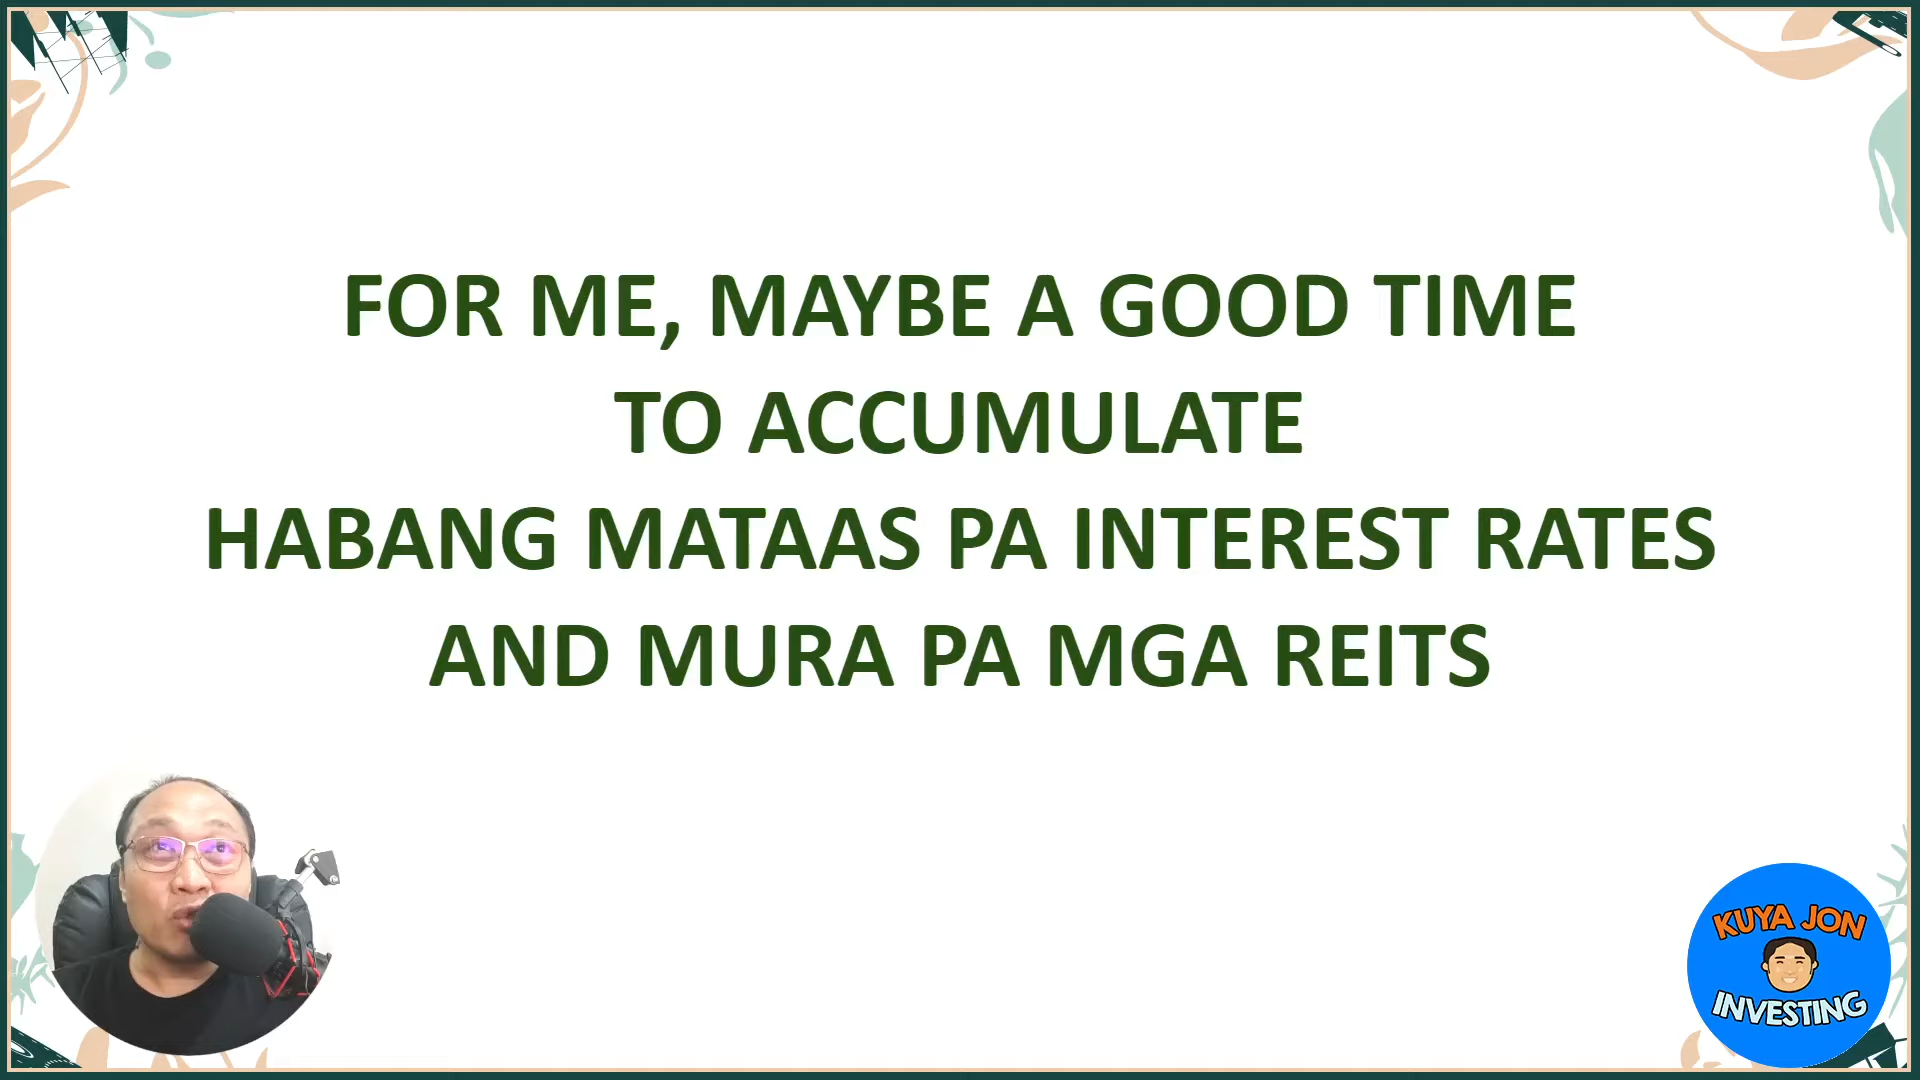 FOR ME, MAYBE A GOOD TIME
TO ACCUMULATE
HABANG MATAAS PA INTEREST RATES
AND MURA PA MGA REITS
KUYA JON
INVESTING